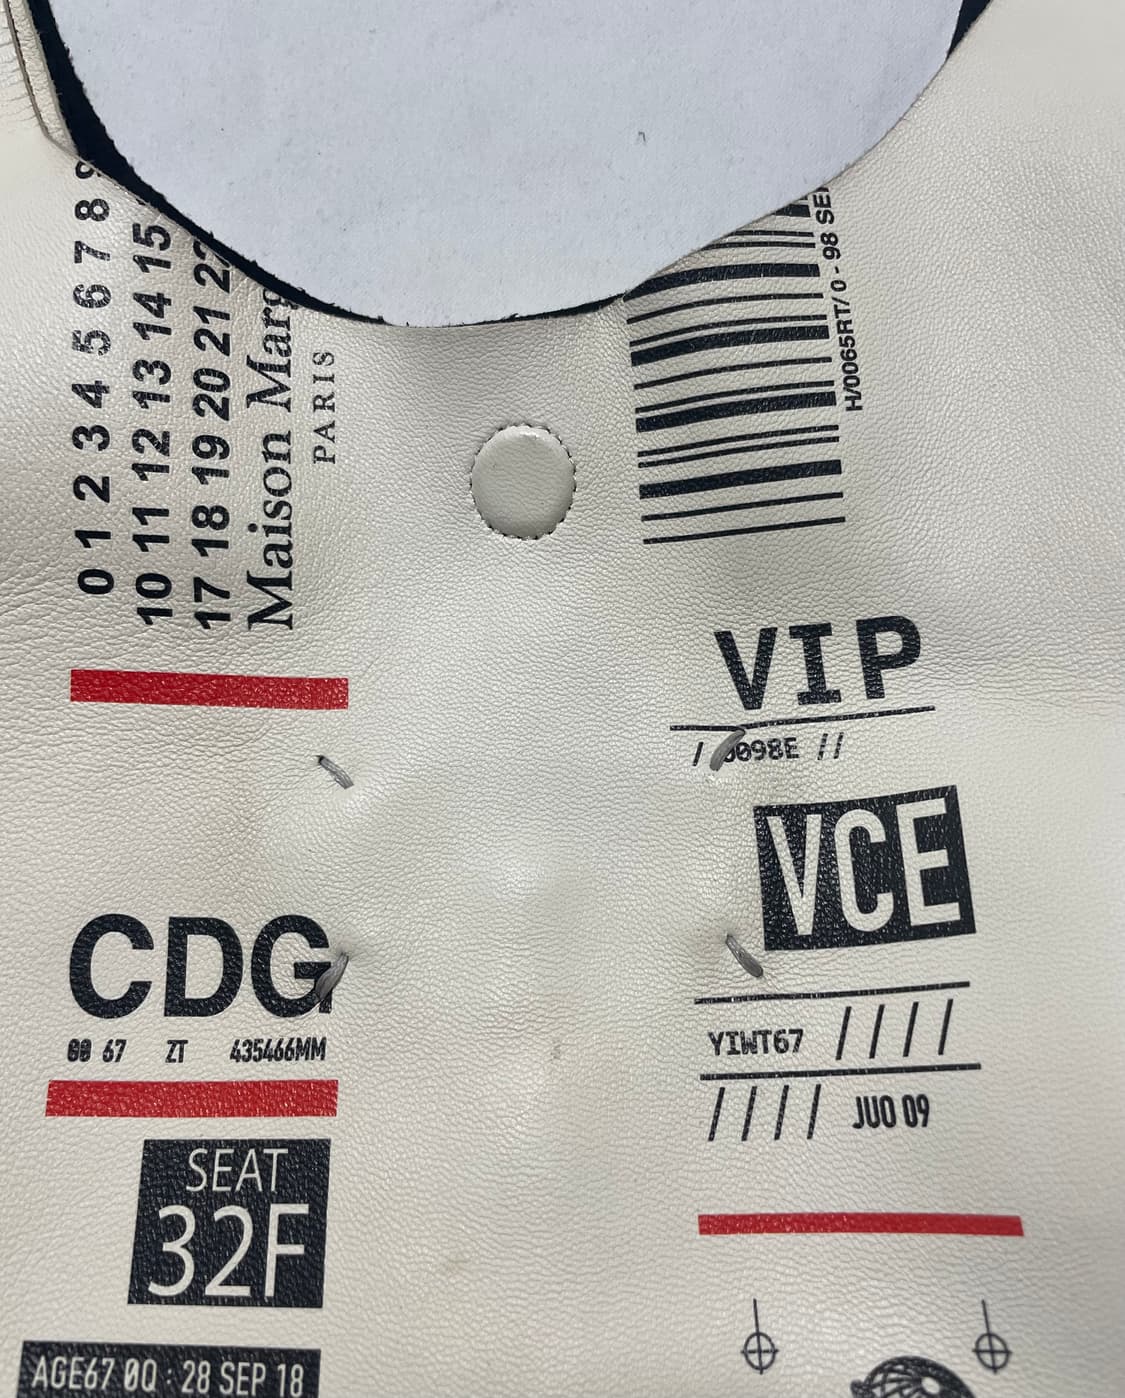 0 1 2 3 4 5 6 7 8
10 11 12 13 14 15
17 18 19 20 21
Maison
PARIS
H/0065RT/ 0 - 98
VIP
098E //
VCE
CDG
67 ZT 435466MM
YIWT67 ////
//// JUO 09
SEAT
32F
AGE67 0Q : 28 SEP 18